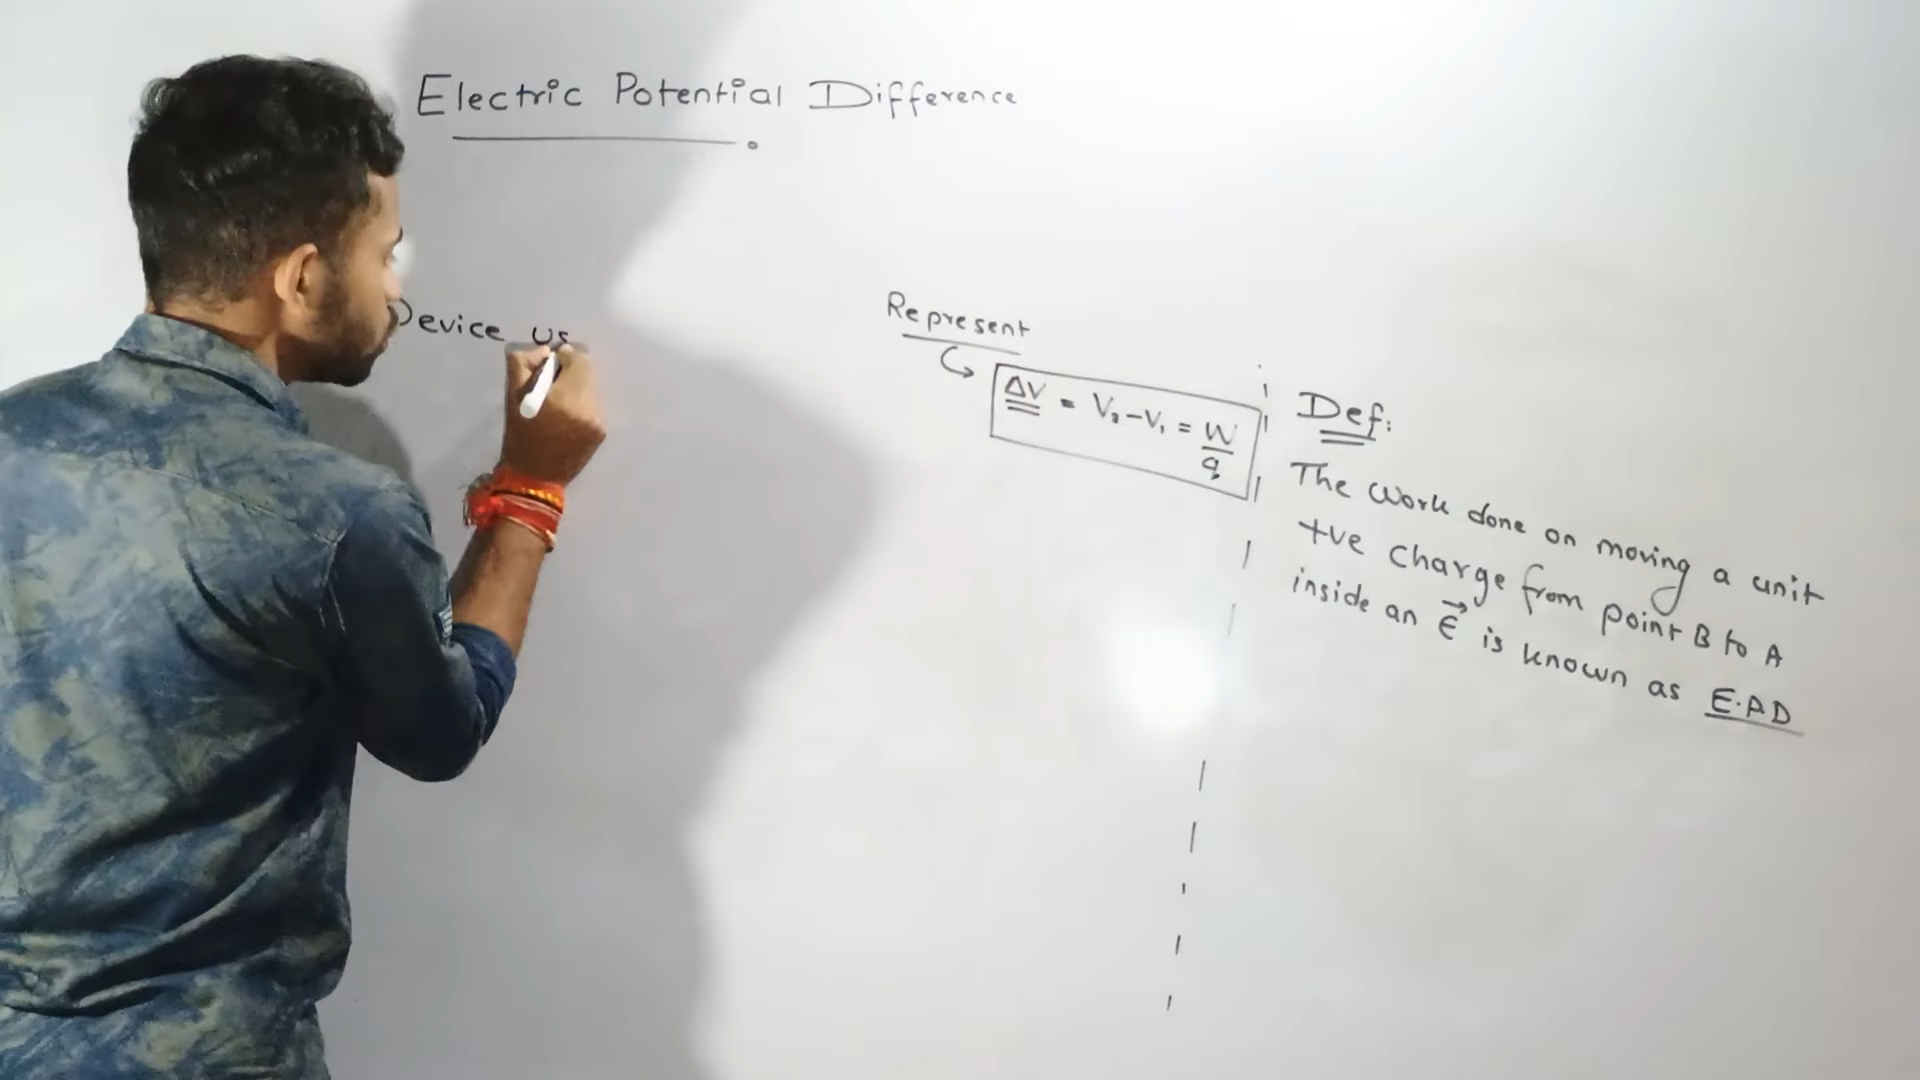 Electric Potential Difference
Device us
Represent
ΔV = V₂-V₁ = W/q
Def:
The work done on moving a unit
+ve charge from point B to A
inside an E⃗ is known as E.P.D